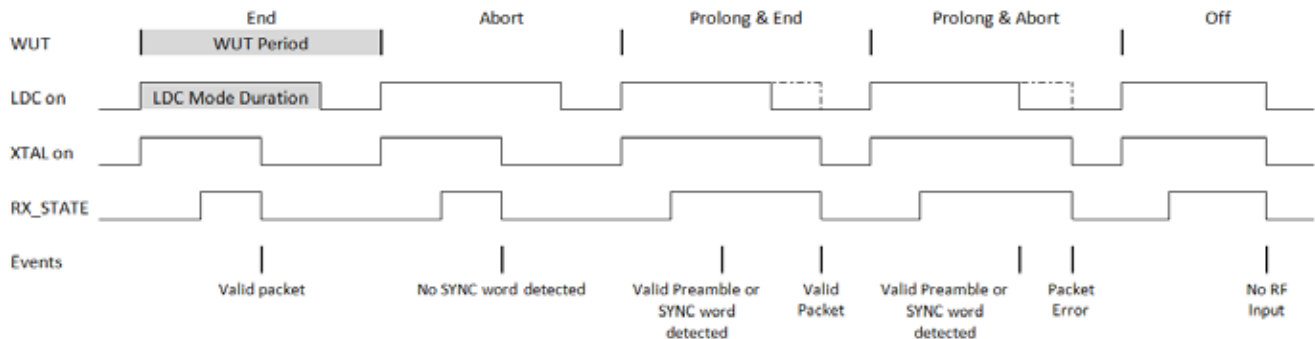 End Abort Prolong & End Prolong & Abort Off
WUT WUT Period
LDC on LDC Mode Duration
XTAL on
RX_STATE
Events
Valid packet No SYNC word detected Valid Preamble or Valid Valid Preamble or Packet No RF
SYNC word Packet SYNC word Error Input
detected detected